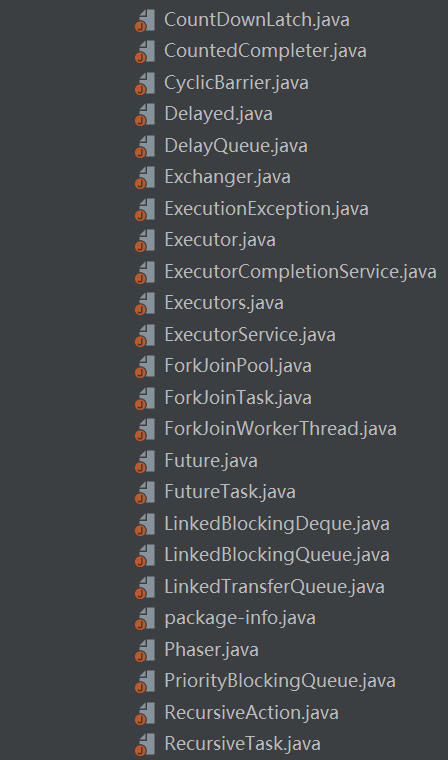 CountDownLatch.java
CountedCompleter.java
CyclicBarrier.java
Delayed.java
DelayQueue.java
Exchanger.java
ExecutionException.java
Executor.java
ExecutorCompletionService.java
Executors.java
ExecutorService.java
ForkJoinPool.java
ForkJoinTask.java
ForkJoinWorkerThread.java
Future.java
FutureTask.java
LinkedBlockingDeque.java
LinkedBlockingQueue.java
LinkedTransferQueue.java
package-info.java
Phaser.java
PriorityBlockingQueue.java
RecursiveAction.java
RecursiveTask.java